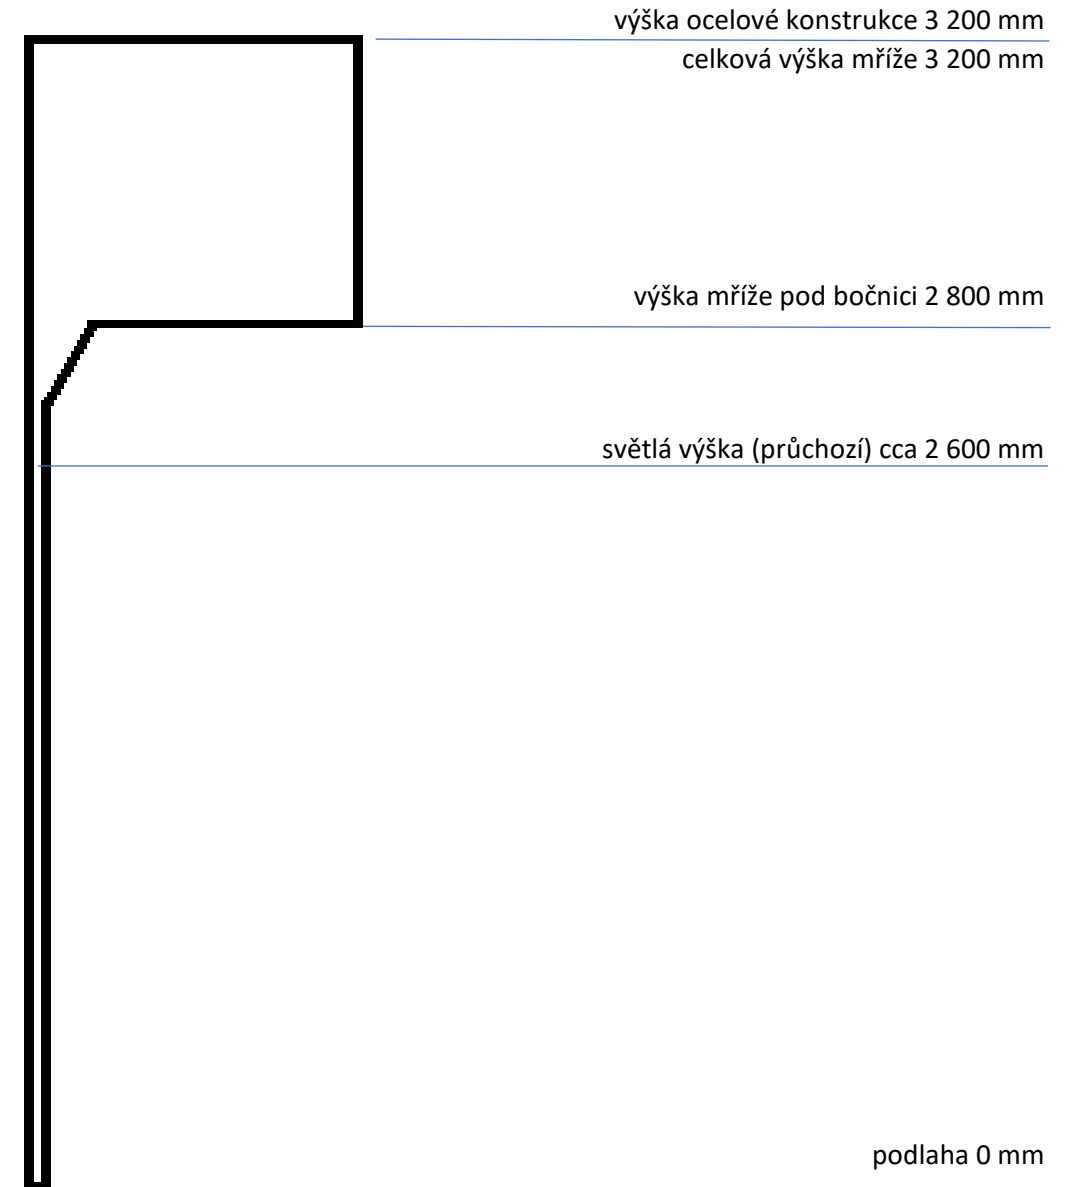 výška ocelové konstrukce 3 200 mm
celková výška mříže 3 200 mm
výška mříže pod bočnici 2 800 mm
světlá výška (průchozí) cca 2 600 mm
podlaha 0 mm